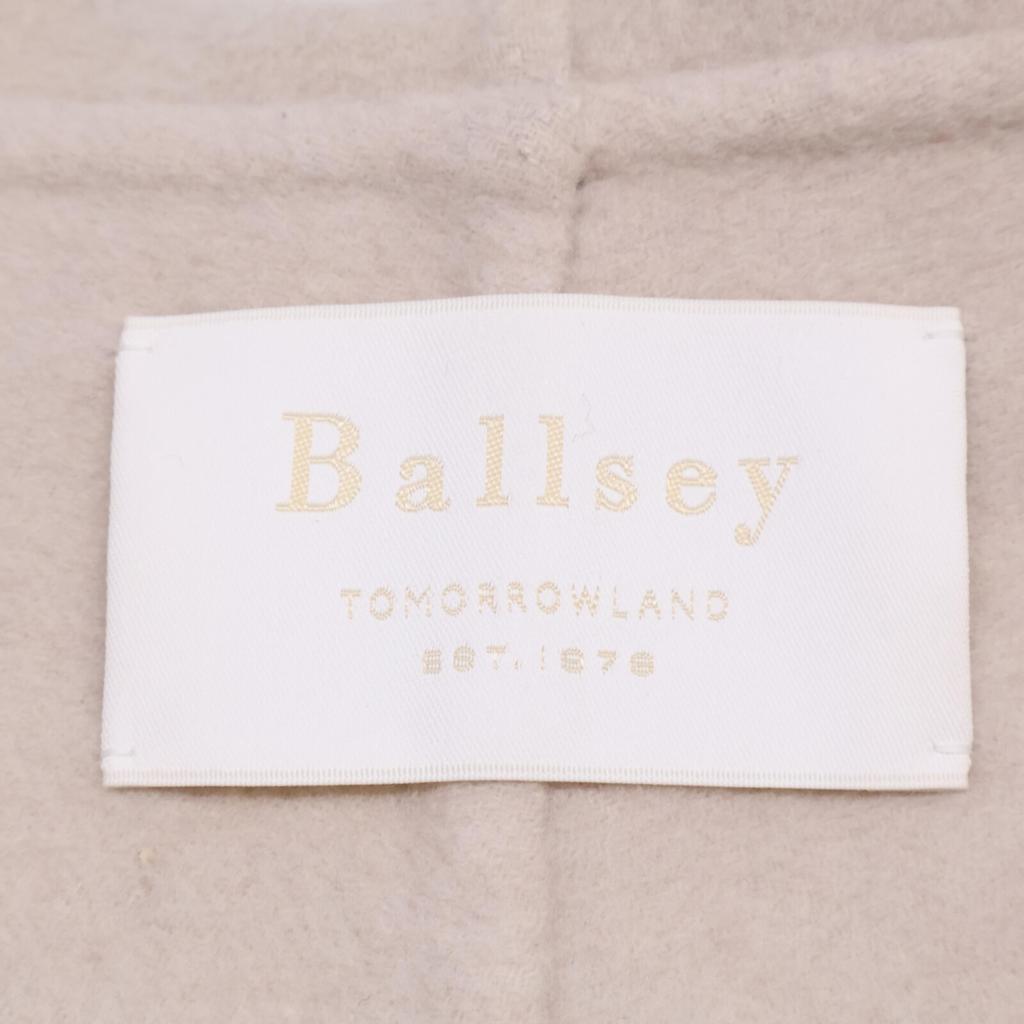 Ballsey
TOMORROWLAND
EST. 1978